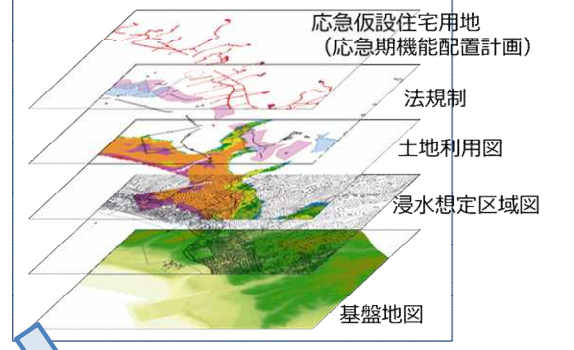 応急仮設住宅用地
（応急期機能配置計画）
法規制
土地利用図
浸水想定区域図
基盤地図